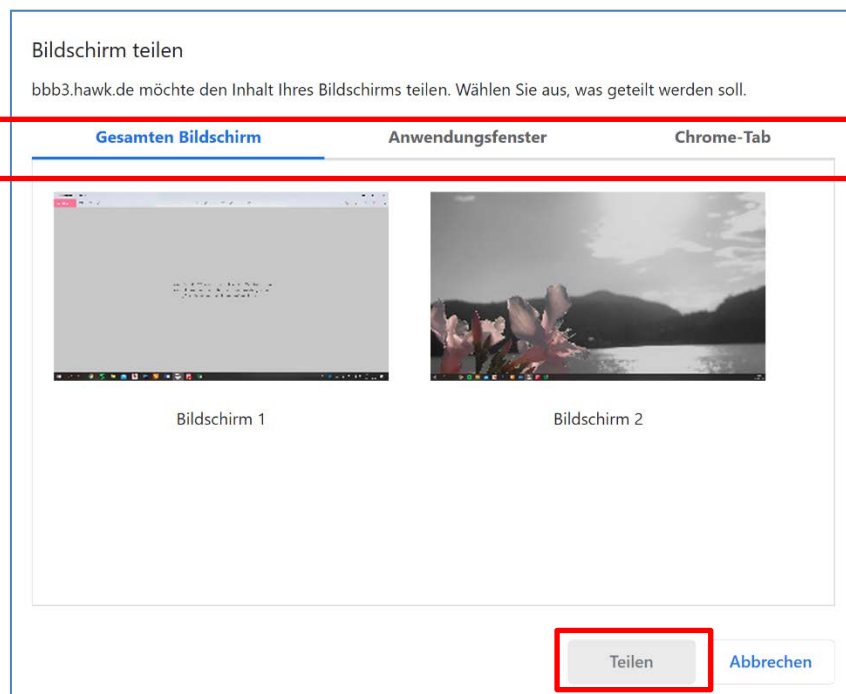 Bildschirm teilen
bbb3.hawk.de möchte den Inhalt Ihres Bildschirms teilen. Wählen Sie aus, was geteilt werden soll.
Gesamten Bildschirm Anwendungsfenster Chrome-Tab
Bildschirm 1 Bildschirm 2
Teilen Abbrechen